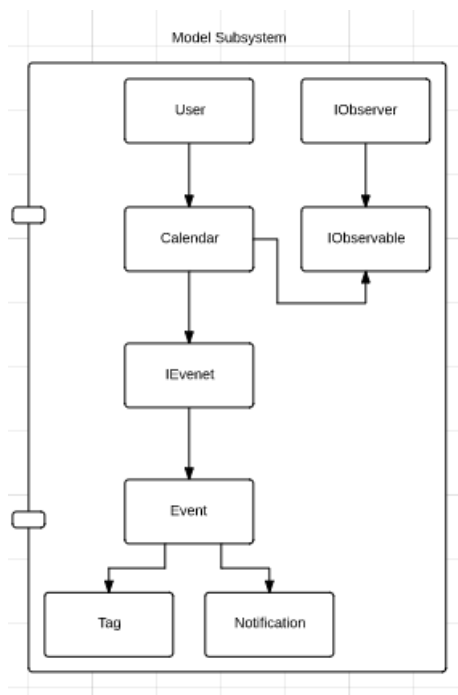 Model Subsystem
User
IObserver
Calendar
IObservable
IEvenet
Event
Tag
Notification